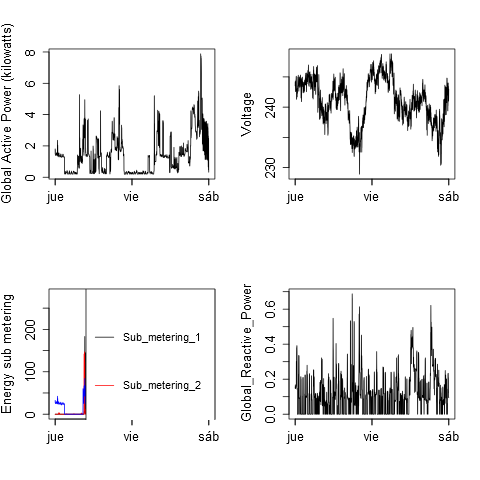 Global Active Power (kilowatts)
8
6
4
2
0
jue vie sáb
Voltage
240
230
jue vie sáb
Energy sub metering
200
100
0
Sub_metering_1
Sub_metering_2
jue vie sáb
Global_Reactive_Power
0.6
0.4
0.2
0.0
jue vie sáb